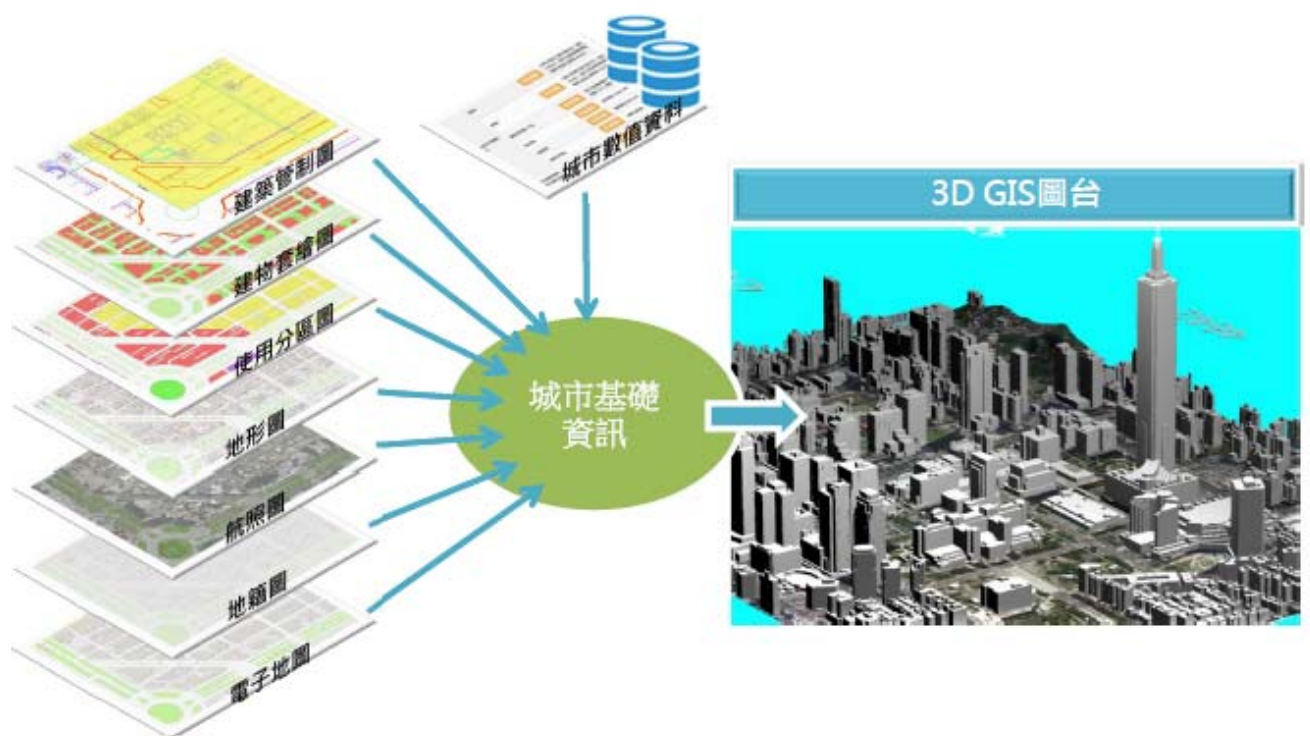 建築管制圖
建物套繪圖
使用分區圖
地形圖
航照圖
地籍圖
電子地圖
城市數值資料
城市基礎
資訊
3D GIS圖台